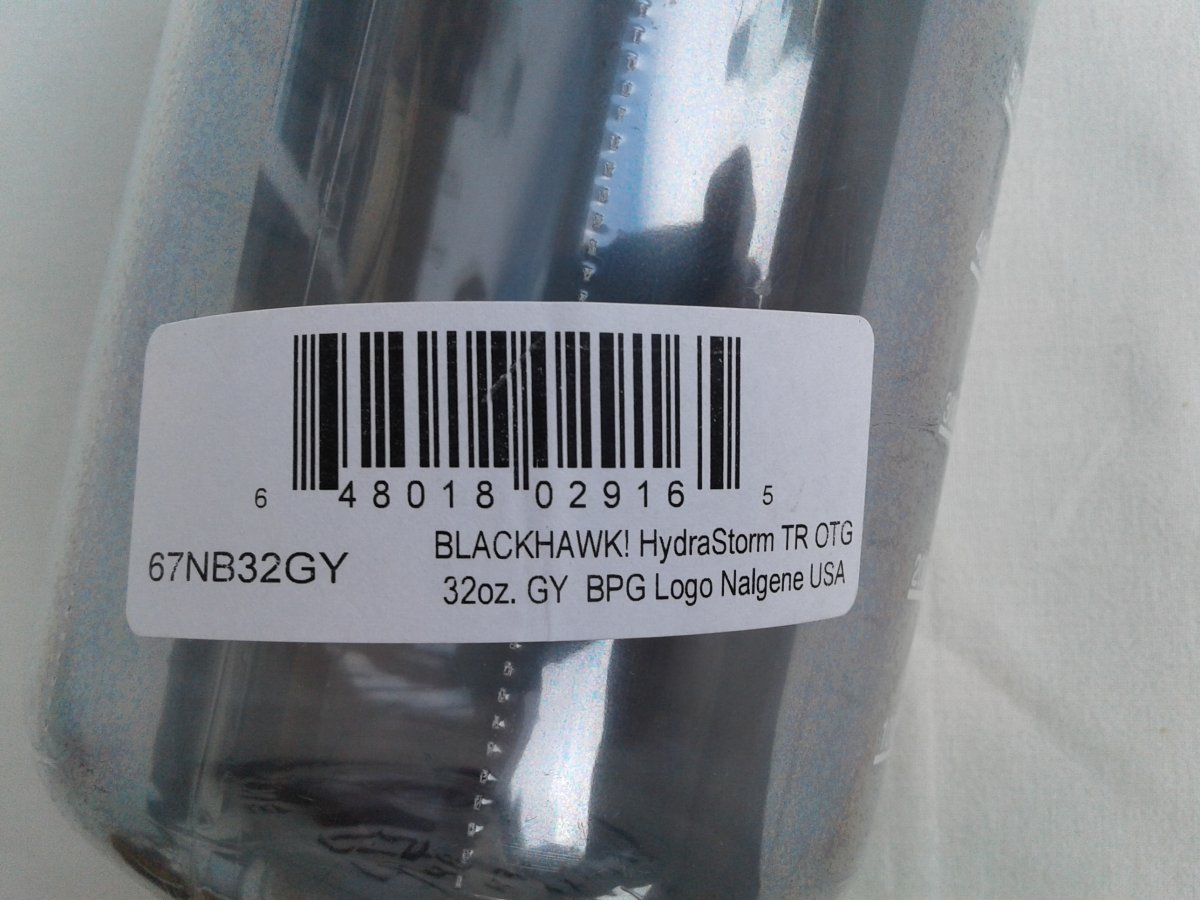 6 48018 02916 5
67NB32GY
BLACKHAWK! HydraStorm TR OTG
32oz. GY BPG Logo Nalgene USA